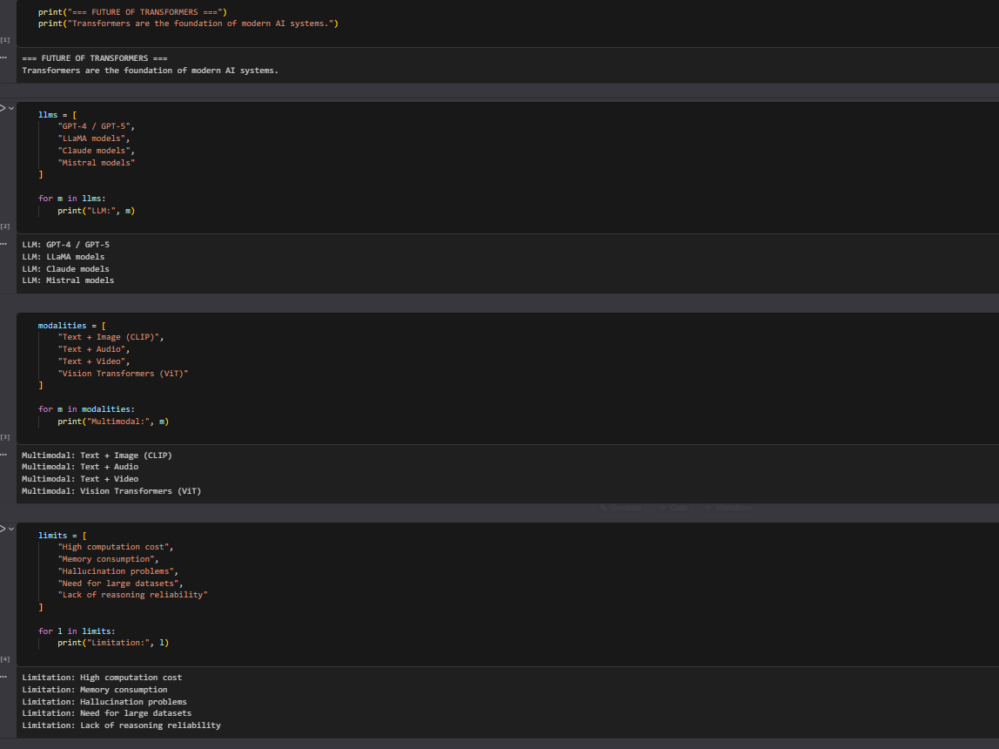 print("=== FUTURE OF TRANSFORMERS ===")
print("Transformers are the foundation of modern AI systems.")
[1]
=== FUTURE OF TRANSFORMERS ===
Transformers are the foundation of modern AI systems.
llms = [
"GPT-4 / GPT-5",
"LLaMA models",
"Claude models",
"Mistral models"
]
for m in llms:
print("LLM:", m)
[2]
LLM: GPT-4 / GPT-5
LLM: LLaMA models
LLM: Claude models
LLM: Mistral models
modalities = [
"Text + Image (CLIP)",
"Text + Audio",
"Text + Video",
"Vision Transformers (ViT)"
]
for m in modalities:
print("Multimodal:", m)
[3]
Multimodal: Text + Image (CLIP)
Multimodal: Text + Audio
Multimodal: Text + Video
Multimodal: Vision Transformers (ViT)
Generate + Code + Markdown
limits = [
"High computation cost",
"Memory consumption",
"Hallucination problems",
"Need for large datasets",
"Lack of reasoning reliability"
]
for l in limits:
print("Limitation:", l)
[4]
Limitation: High computation cost
Limitation: Memory consumption
Limitation: Hallucination problems
Limitation: Need for large datasets
Limitation: Lack of reasoning reliability